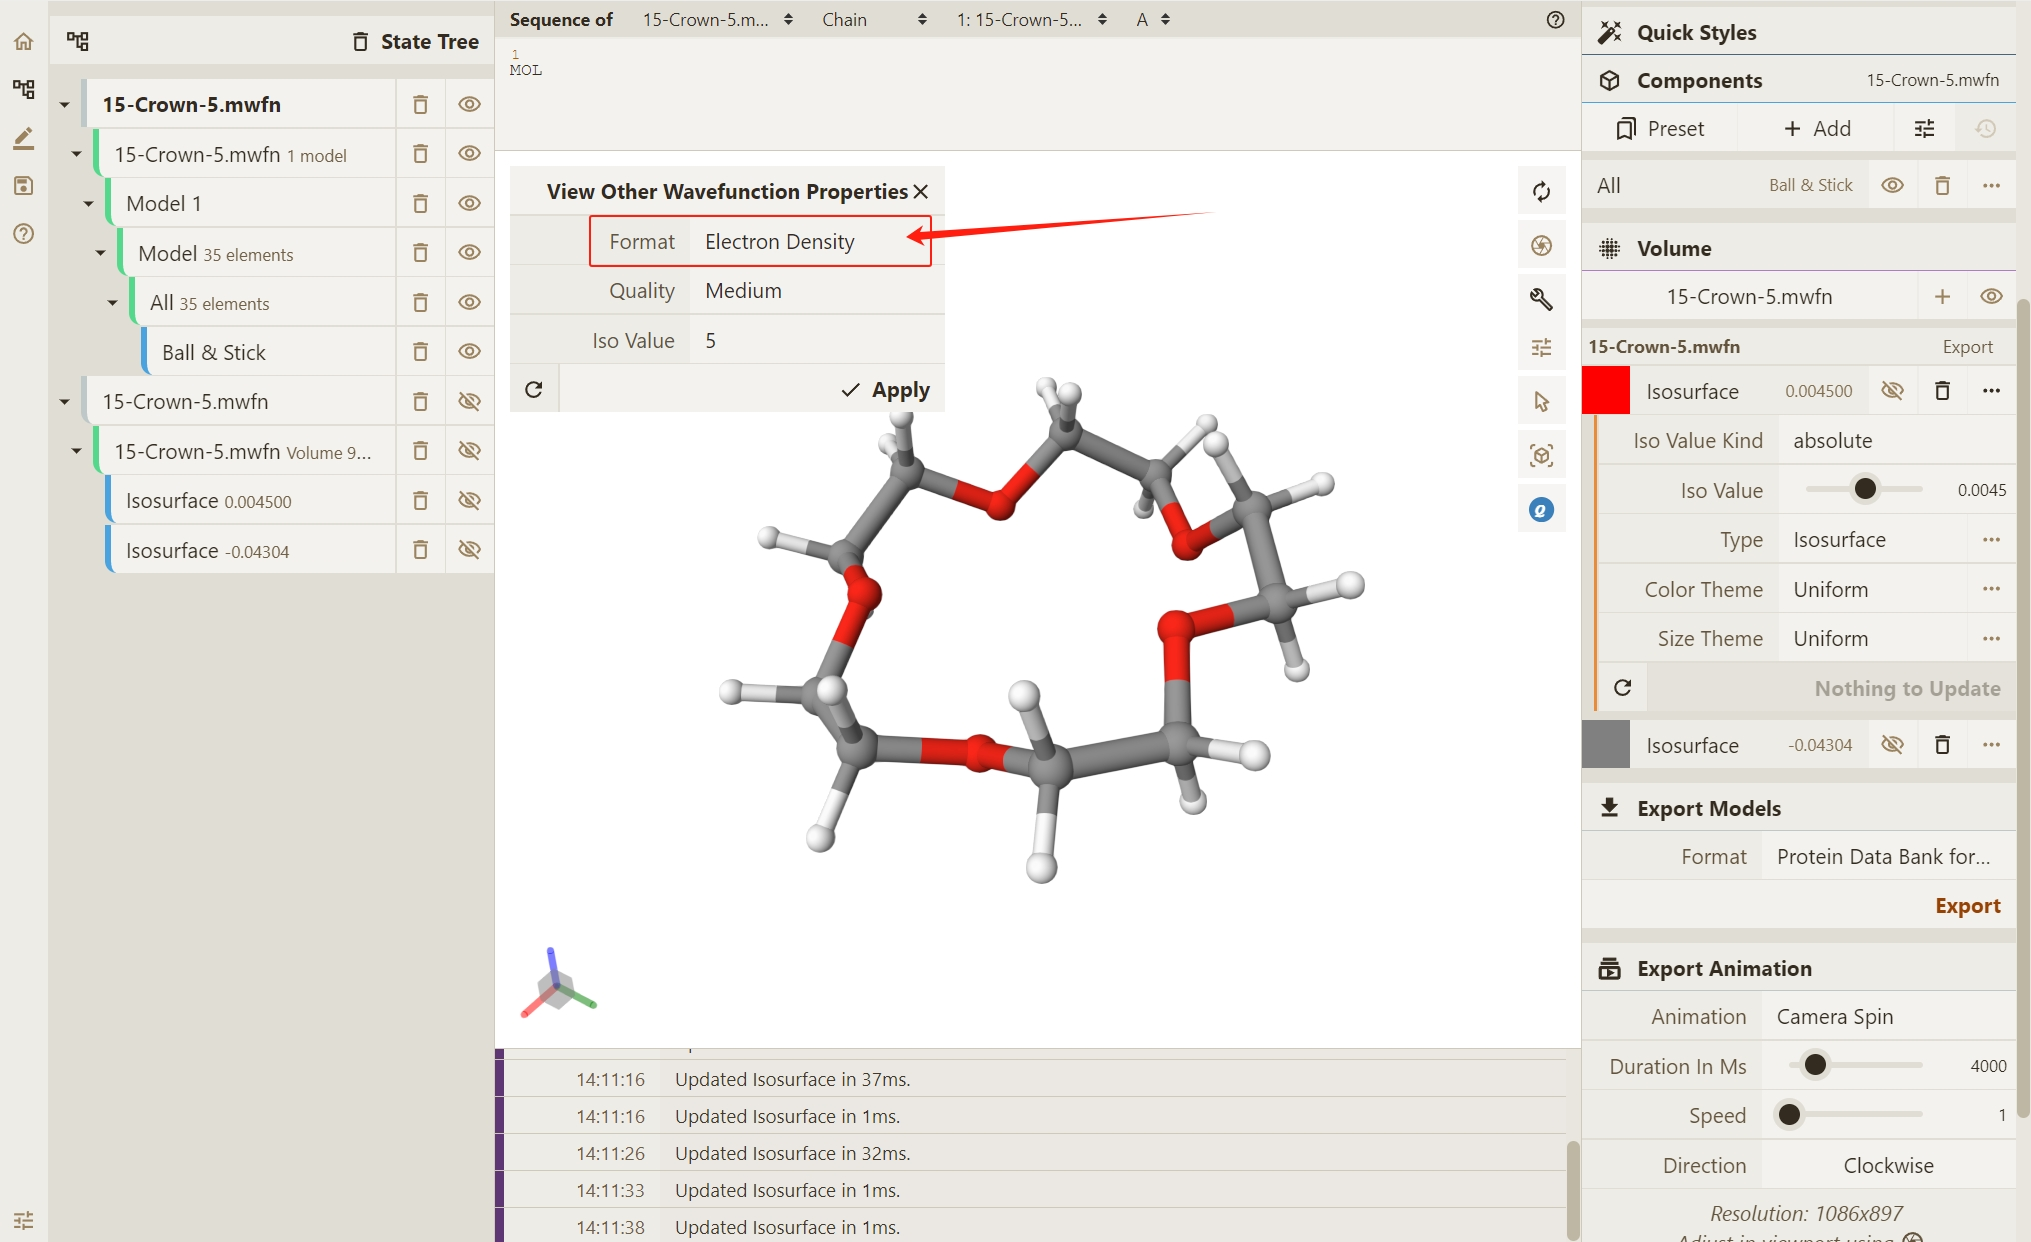 State Tree
15-Crown-5.mwfn
15-Crown-5.mwfn 1 model
Model 1
Model 35 elements
All 35 elements
Ball & Stick
15-Crown-5.mwfn
15-Crown-5.mwfn Volume 9...
Isosurface 0.004500
Isosurface -0.04304
Sequence of 15-Crown-5.m... Chain 1: 15-Crown-5... A
1
MOL
View Other Wavefunction Properties
Format Electron Density
Quality Medium
Iso Value 5
Apply
14:11:16 Updated Isosurface in 37ms.
14:11:16 Updated Isosurface in 1ms.
14:11:26 Updated Isosurface in 32ms.
14:11:33 Updated Isosurface in 1ms.
14:11:38 Updated Isosurface in 1ms.
Quick Styles
Components 15-Crown-5.mwfn
Preset + Add
All Ball & Stick
Volume
15-Crown-5.mwfn
15-Crown-5.mwfn Export
Isosurface 0.004500
Iso Value Kind absolute
Iso Value 0.0045
Type Isosurface
Color Theme Uniform
Size Theme Uniform
Nothing to Update
Isosurface -0.04304
Export Models
Format Protein Data Bank for...
Export
Export Animation
Animation Camera Spin
Duration In Ms 4000
Speed 1
Direction Clockwise
Resolution: 1086x897
Adjust in viewport using